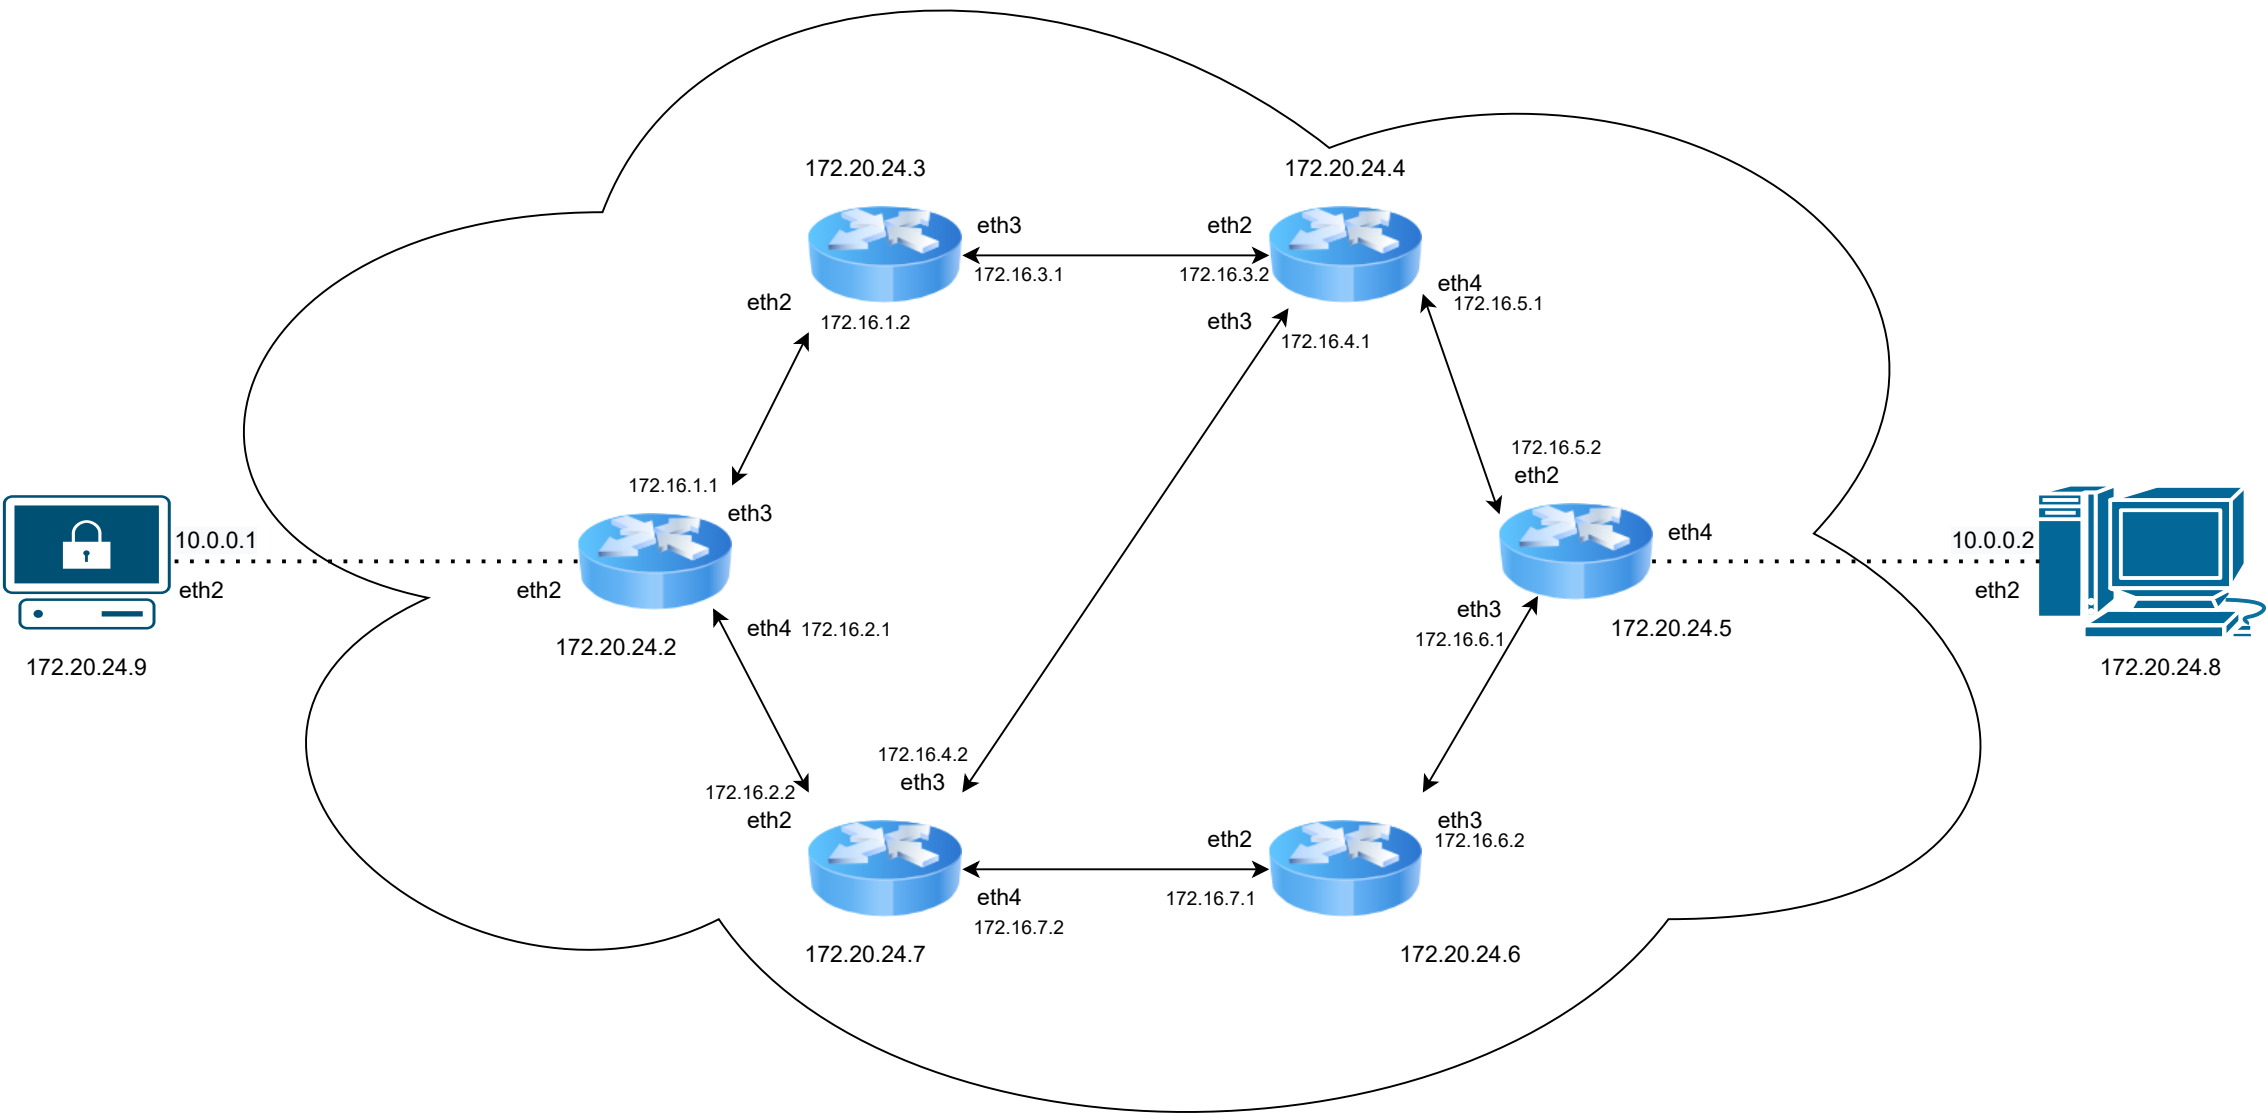 172.20.24.3
172.20.24.4
eth3
eth2
172.16.3.1
172.16.3.2
eth4
172.16.5.1
eth2
172.16.1.2
eth3
172.16.4.1
172.16.5.2
eth2
172.16.1.1
eth3
10.0.0.1
eth2
eth2
eth4
10.0.0.2
eth2
eth4 172.16.2.1
172.20.24.2
eth3
172.16.6.1
172.20.24.5
172.20.24.9
172.20.24.8
172.16.4.2
eth3
172.16.2.2
eth2
eth2
eth3
172.16.6.2
eth4
172.16.7.2
172.16.7.1
172.20.24.7
172.20.24.6